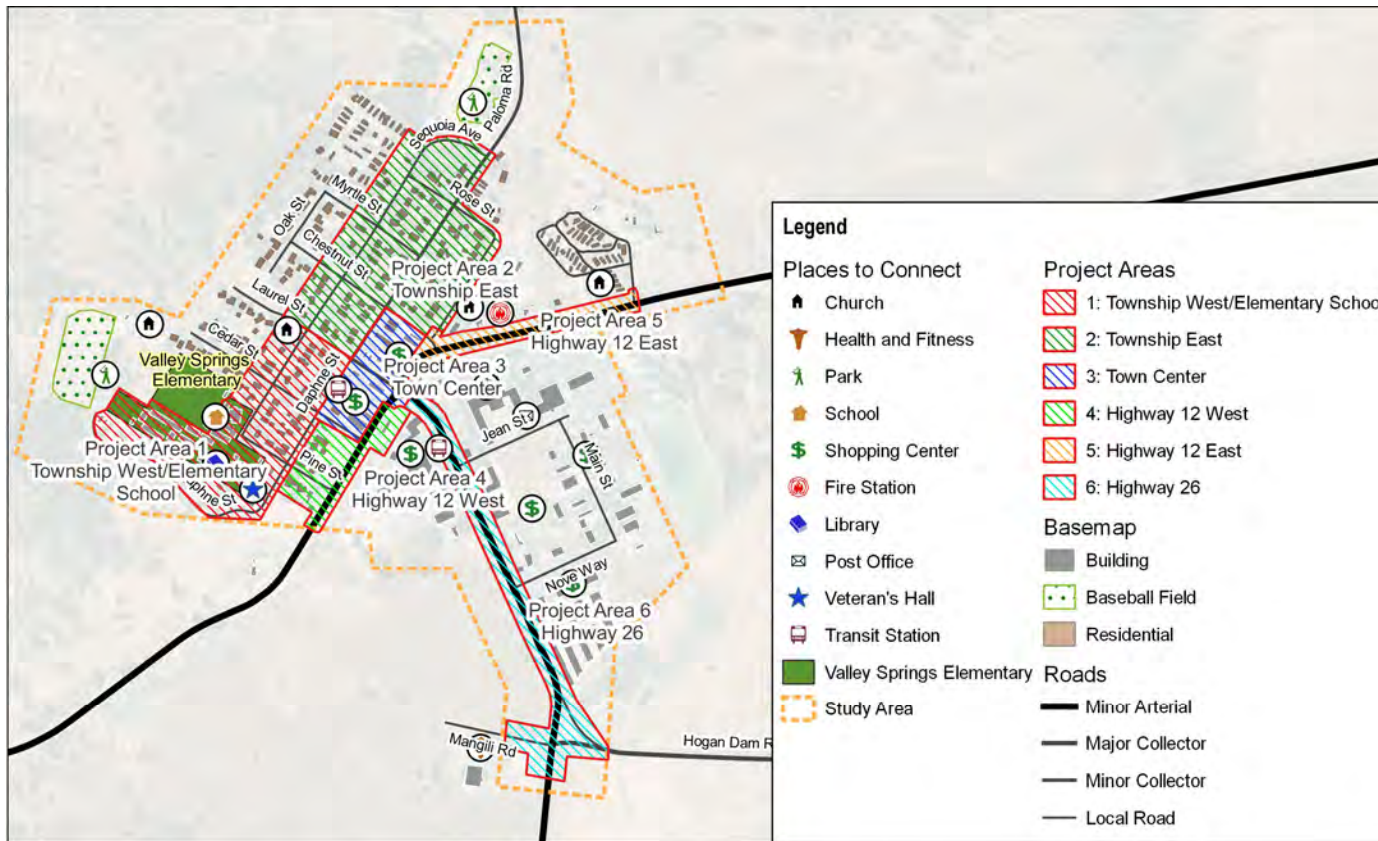 Paloma Rd
Sequoia Ave
Rose St
Myrtle St
Oak St
Chestnut St
Project Area 2
Township East
Laurel St
Project Area 5
Highway 12 East
Cedar St
Valley Springs
Elementary
Daphne St
Project Area 3
Town Center
Jean St
Main St
Project Area 1
Township West/Elementary
School
Daphne St
Pine St
Project Area 4
Highway 12 West
Nove Way
Project Area 6
Highway 26
Mangili Rd
Hogan Dam R
Legend
Places to Connect
Church
Health and Fitness
Park
School
Shopping Center
Fire Station
Library
Post Office
Veteran's Hall
Transit Station
Valley Springs Elementary
Study Area
Project Areas
1: Township West/Elementary School
2: Township East
3: Town Center
4: Highway 12 West
5: Highway 12 East
6: Highway 26
Basemap
Building
Baseball Field
Residential
Roads
Minor Arterial
Major Collector
Minor Collector
Local Road